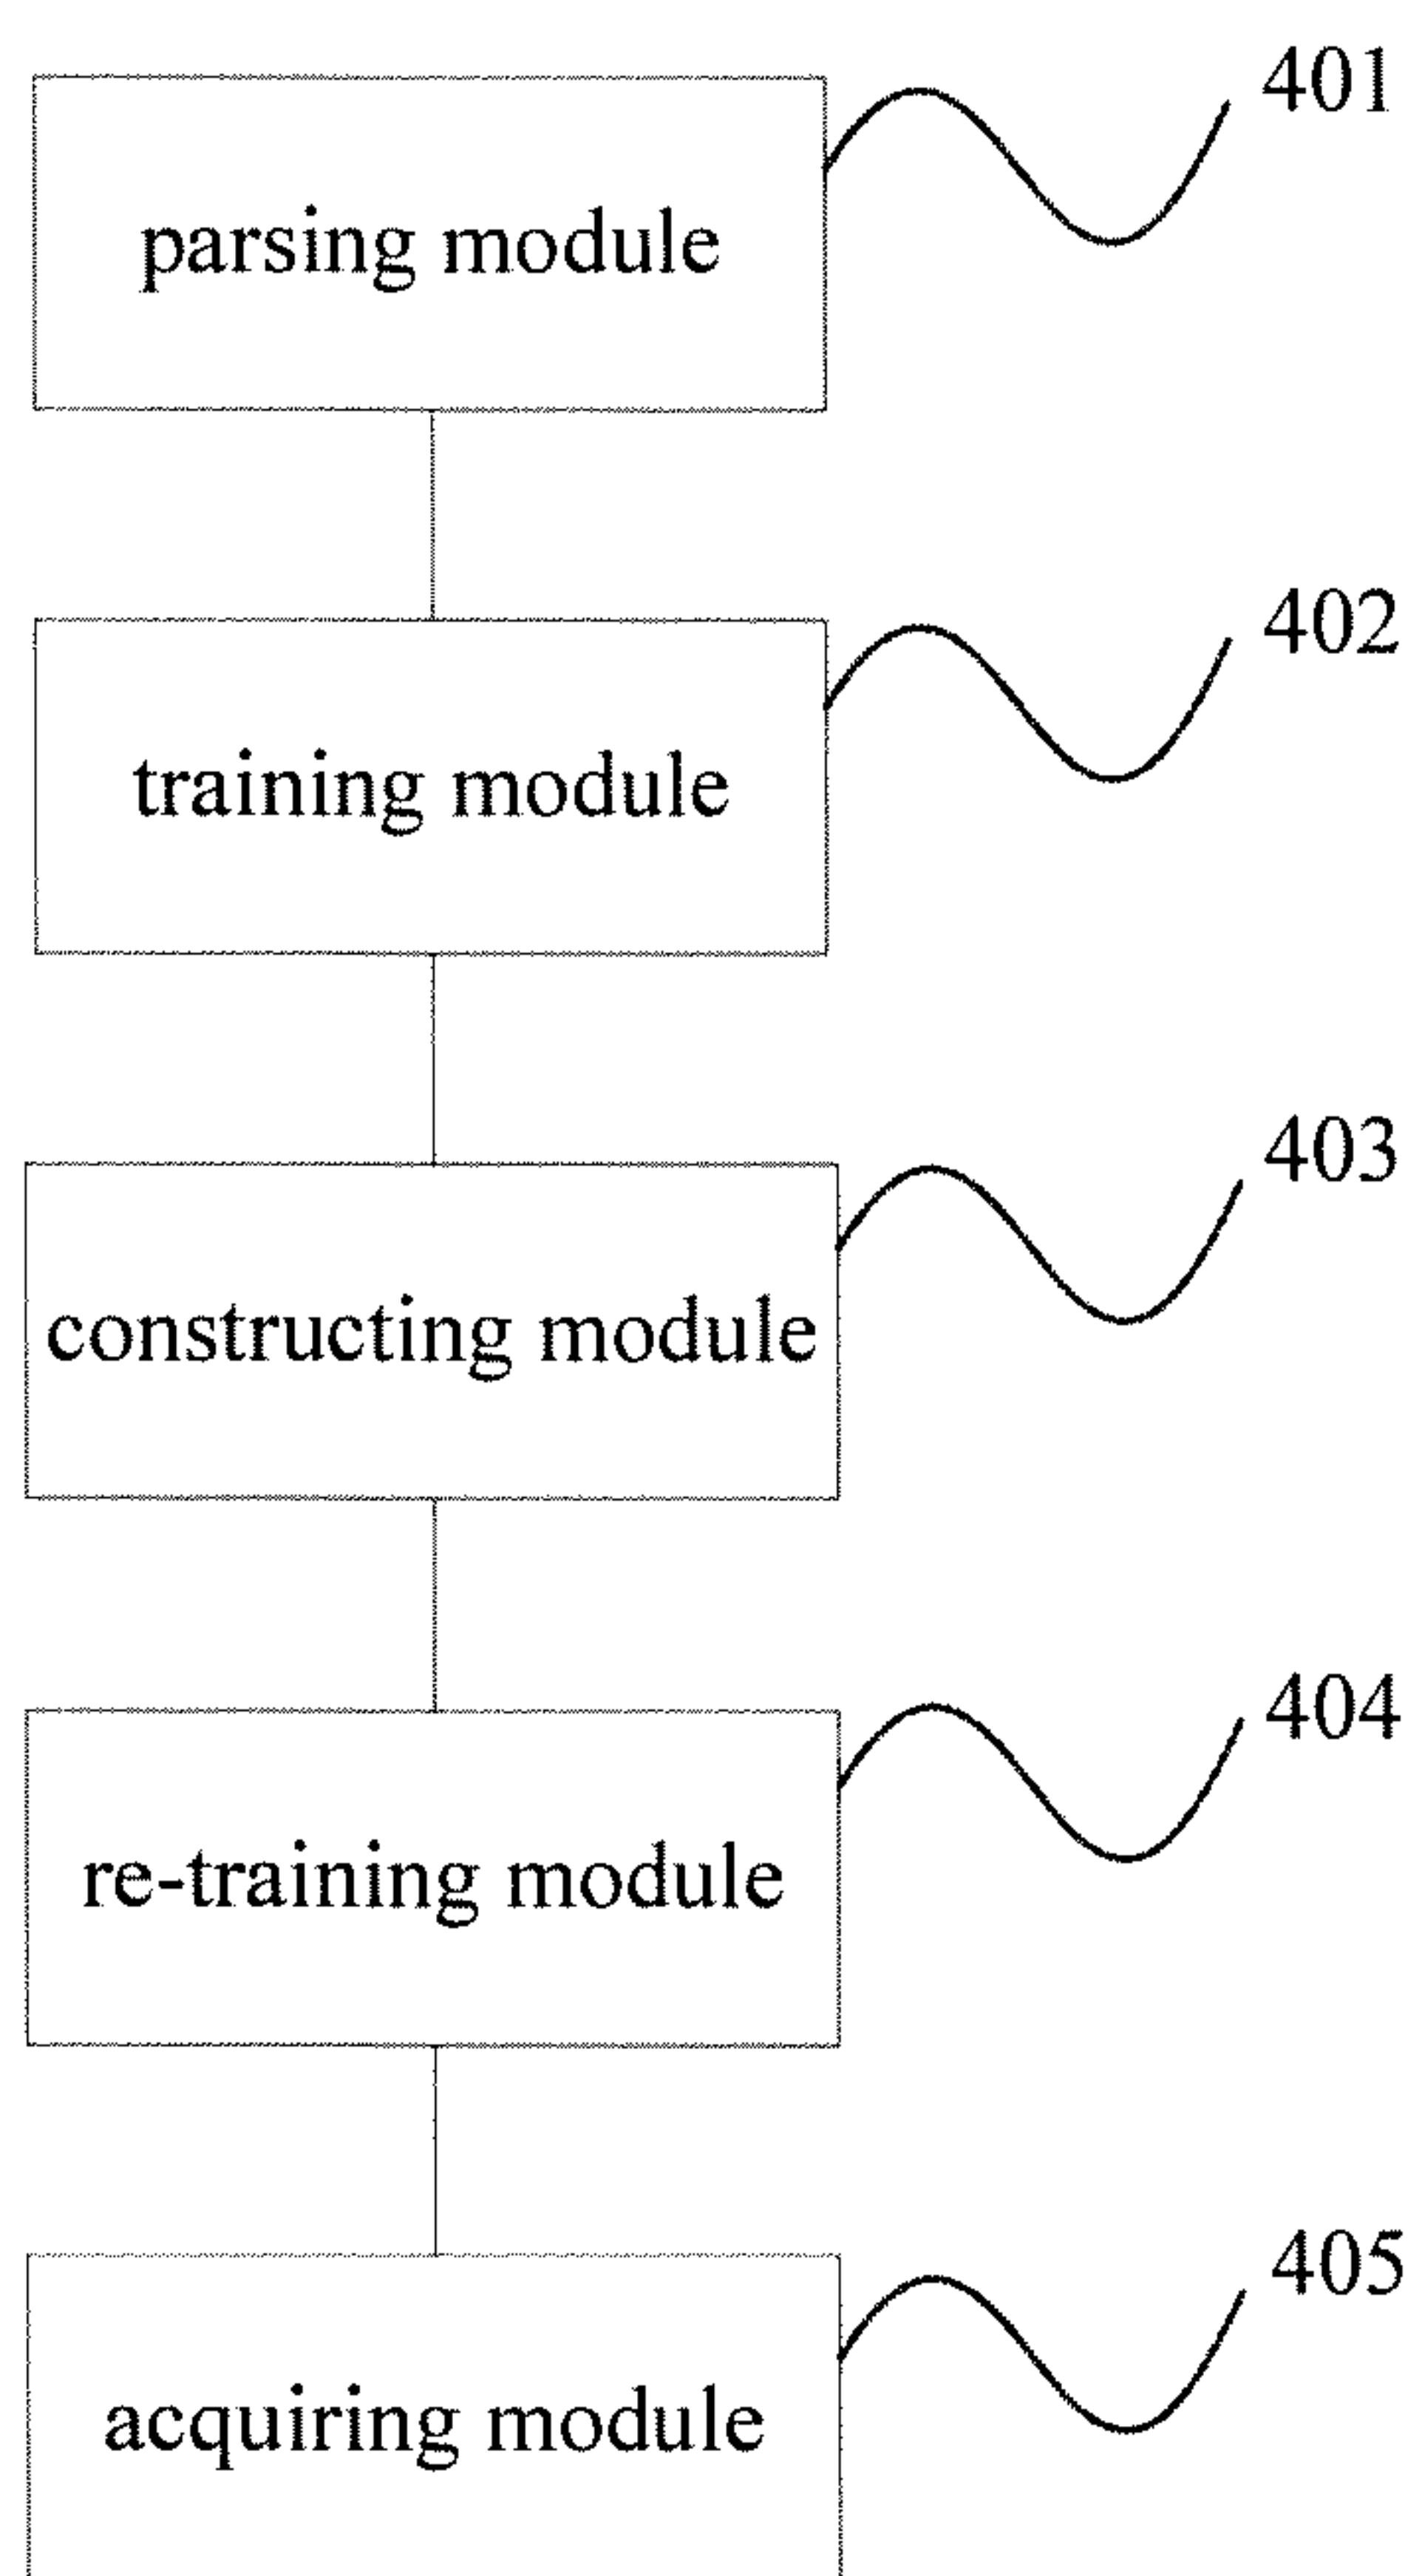 401
parsing module
402
training module
403
constructing module
404
re-training module
405
acquiring module